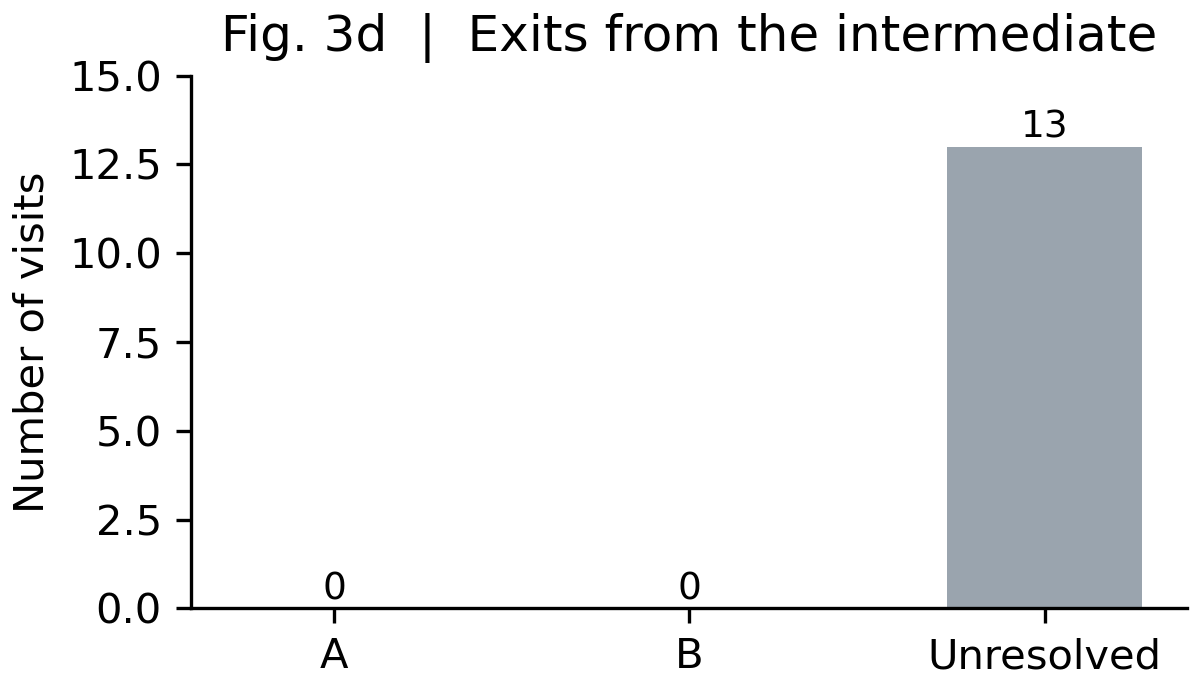 Fig. 3d | Exits from the intermediate
Number of visits
15.0
12.5
10.0
7.5
5.0
2.5
0.0
0
0
13
A
B
Unresolved